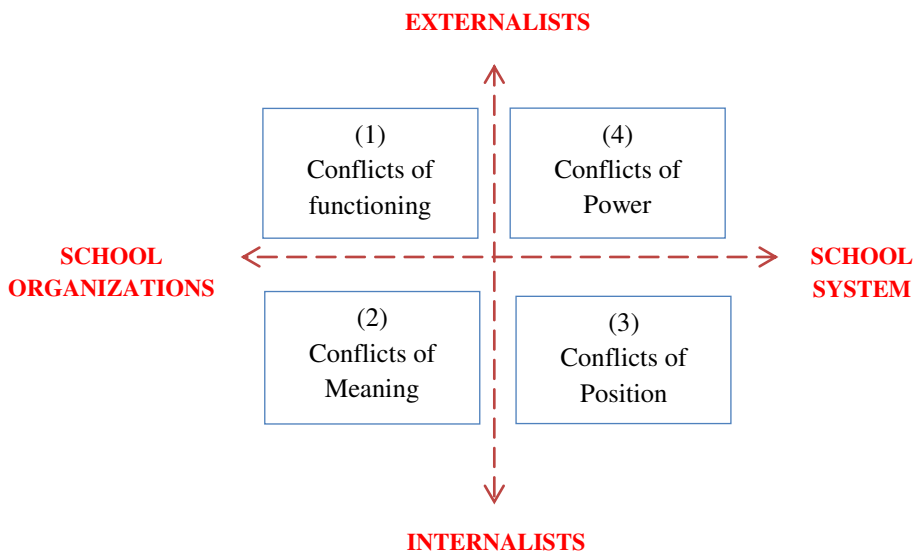 EXTERNALISTS
(1)
Conflicts of
functioning
(4)
Conflicts of
Power
SCHOOL
ORGANIZATIONS
SCHOOL
SYSTEM
(2)
Conflicts of
Meaning
(3)
Conflicts of
Position
INTERNALISTS